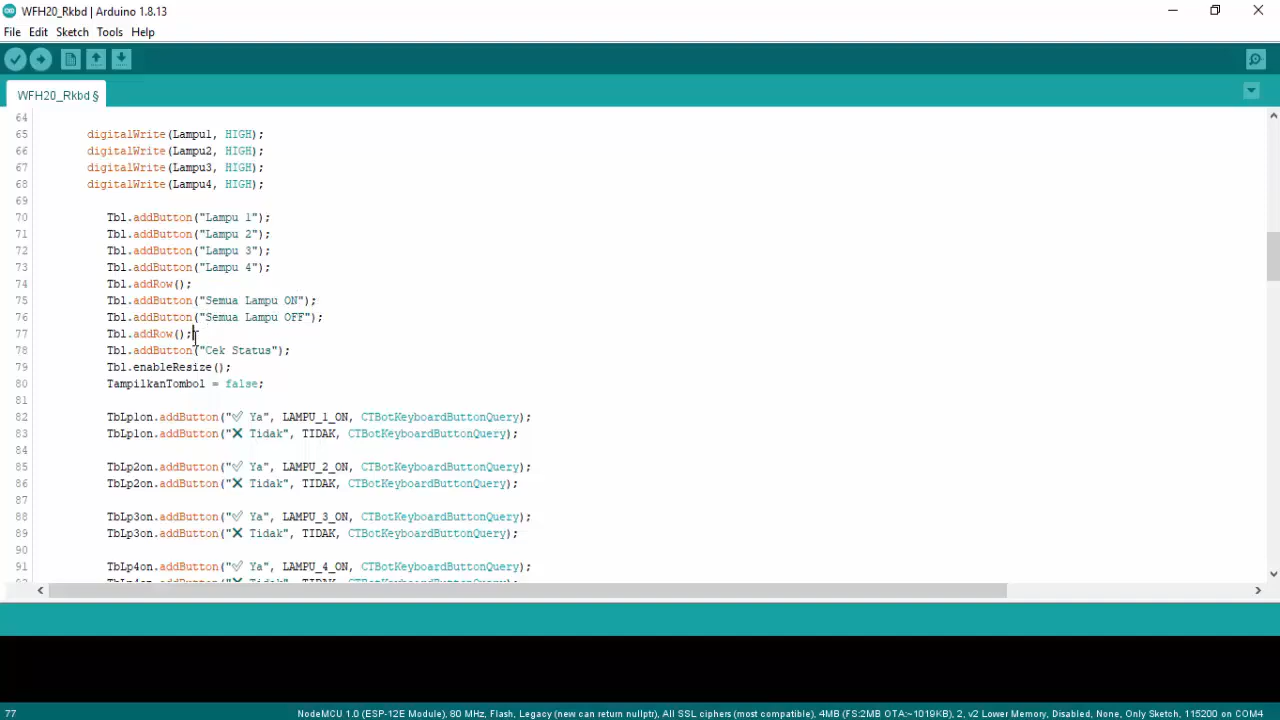 WFH20_Rkbd | Arduino 1.8.13
File Edit Sketch Tools Help
WFH20_Rkbd §
64
65 digitalWrite(Lampu1, HIGH);
66 digitalWrite(Lampu2, HIGH);
67 digitalWrite(Lampu3, HIGH);
68 digitalWrite(Lampu4, HIGH);
69
70 Tbl.addButton("Lampu 1");
71 Tbl.addButton("Lampu 2");
72 Tbl.addButton("Lampu 3");
73 Tbl.addButton("Lampu 4");
74 Tbl.addRow();
75 Tbl.addButton("Semua Lampu ON");
76 Tbl.addButton("Semua Lampu OFF");
77 Tbl.addRow();
78 Tbl.addButton("Cek Status");
79 Tbl.enableResize();
80 TampilkanTombol = false;
81
82 TbLp1on.addButton("✅ Ya", LAMPU_1_ON, CTBotKeyboardButtonQuery);
83 TbLp1on.addButton("❌ Tidak", TIDAK, CTBotKeyboardButtonQuery);
84
85 TbLp2on.addButton("✅ Ya", LAMPU_2_ON, CTBotKeyboardButtonQuery);
86 TbLp2on.addButton("❌ Tidak", TIDAK, CTBotKeyboardButtonQuery);
87
88 TbLp3on.addButton("✅ Ya", LAMPU_3_ON, CTBotKeyboardButtonQuery);
89 TbLp3on.addButton("❌ Tidak", TIDAK, CTBotKeyboardButtonQuery);
90
91 TbLp4on.addButton("✅ Ya", LAMPU_4_ON, CTBotKeyboardButtonQuery);
TbLp4on.addButton("❌ Tidak", TIDAK, CTBotKeyboardButtonQuery);
77 NodeMCU 1.0 (ESP-12E Module), 80 MHz, Flash, Legacy (new can return nullptr), All SSL ciphers (most compatible), 4MB (FS:2MB OTA:~1019KB), 2, v2 Lower Memory, Disabled, None, Only Sketch, 115200 on COM4